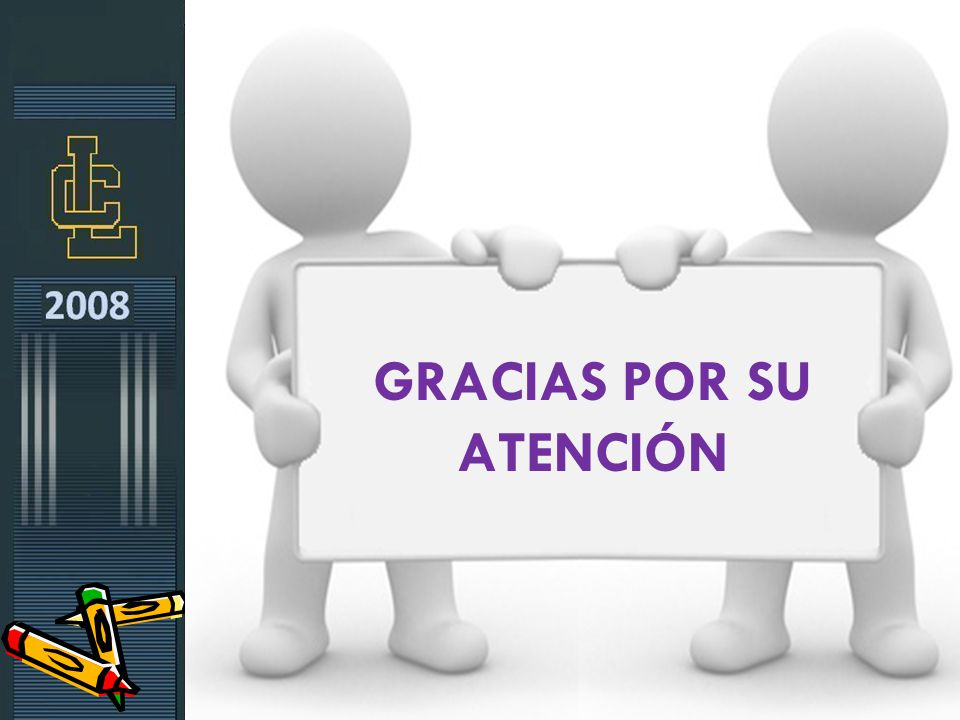 2008
GRACIAS POR SU
ATENCIÓN